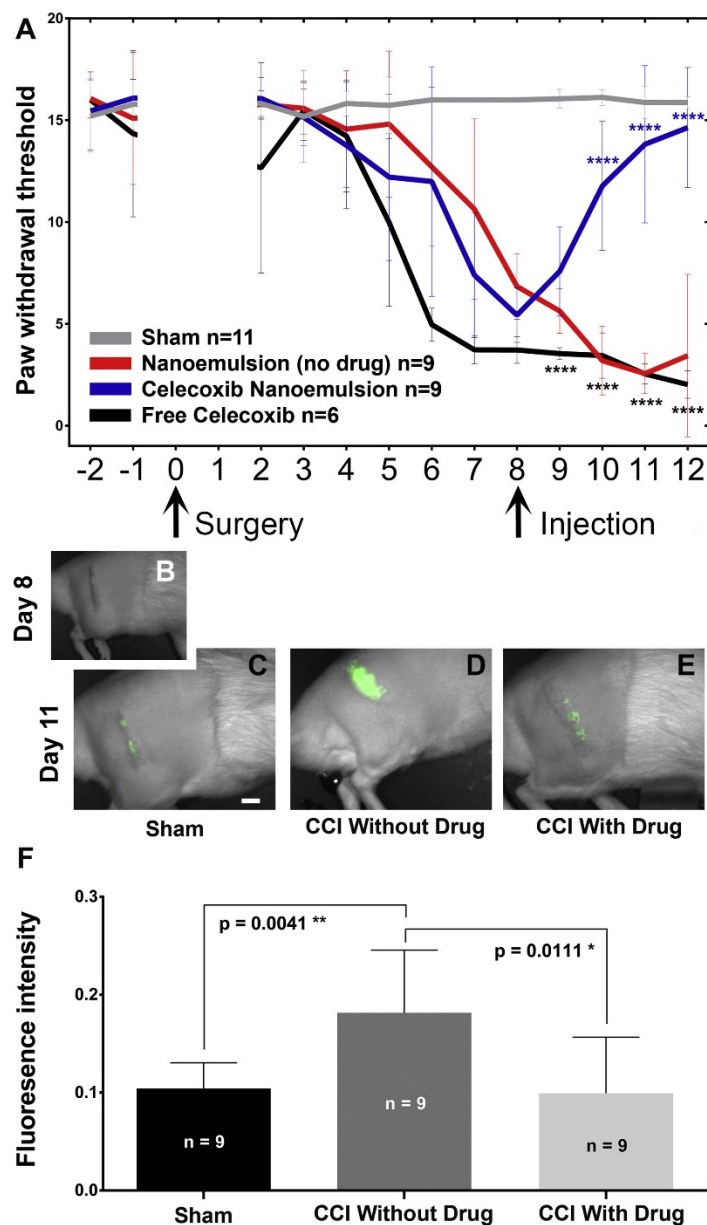 A
Paw withdrawal threshold
20
15
10
5
0
Sham n=11
Nanoemulsion (no drug) n=9
Celecoxib Nanoemulsion n=9
Free Celecoxib n=6
****
****
****
****
****
****
****
-2 -1 0 1 2 3 4 5 6 7 8 9 10 11 12
Surgery
Injection
Day 8
B
Day 11
C
D
E
Sham
CCI Without Drug
CCI With Drug
F
Fluoresence intensity
0.3
0.2
0.1
0.0
p = 0.0041 **
p = 0.0111 *
n = 9
n = 9
n = 9
Sham
CCI Without Drug
CCI With Drug